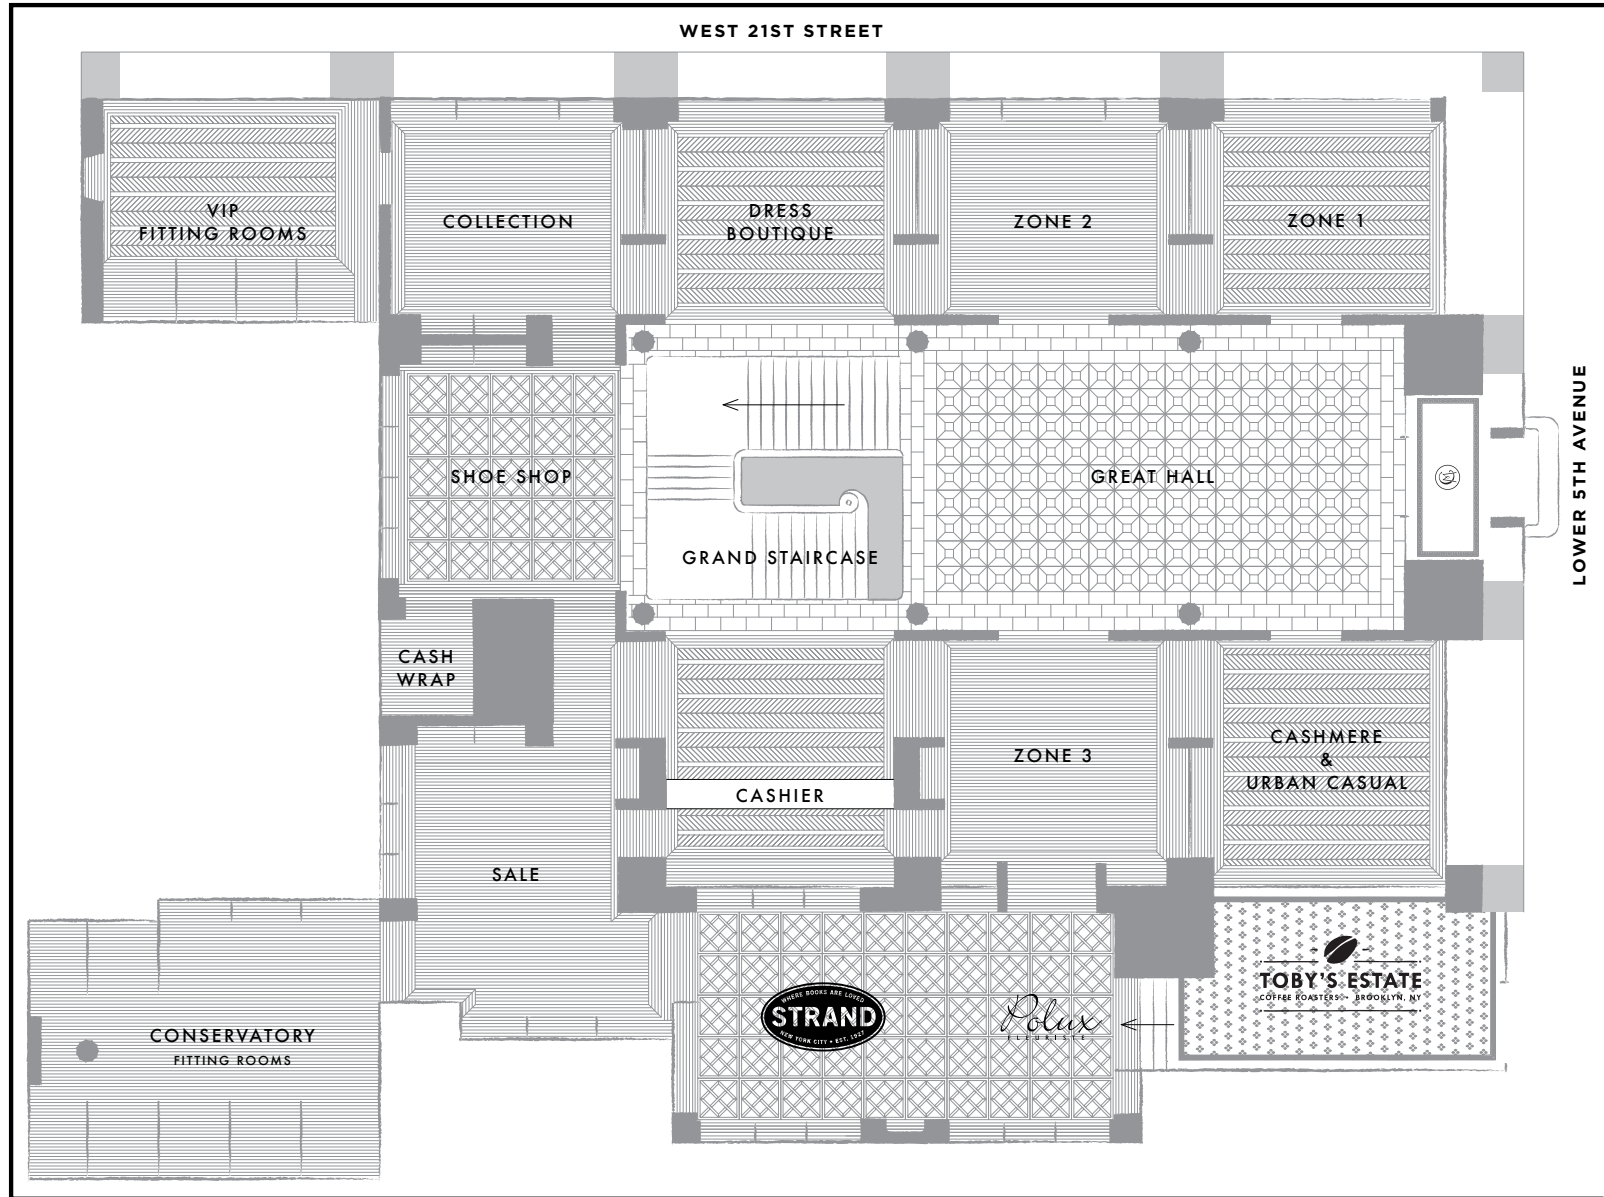 WEST 21ST STREET
VIP
FITTING ROOMS
COLLECTION
DRESS
BOUTIQUE
ZONE 2
ZONE 1
LOWER 5TH AVENUE
SHOE SHOP
GREAT HALL
GRAND STAIRCASE
CASH
WRAP
CASHIER
ZONE 3
CASHMERE
&
URBAN CASUAL
SALE
CONSERVATORY
FITTING ROOMS
WHERE BOOKS ARE LOVED
STRAND
NEW YORK CITY • EST. 1927
Polux
FLEURISTE
TOBY'S ESTATE
COFFEE ROASTERS - BROOKLYN, NY